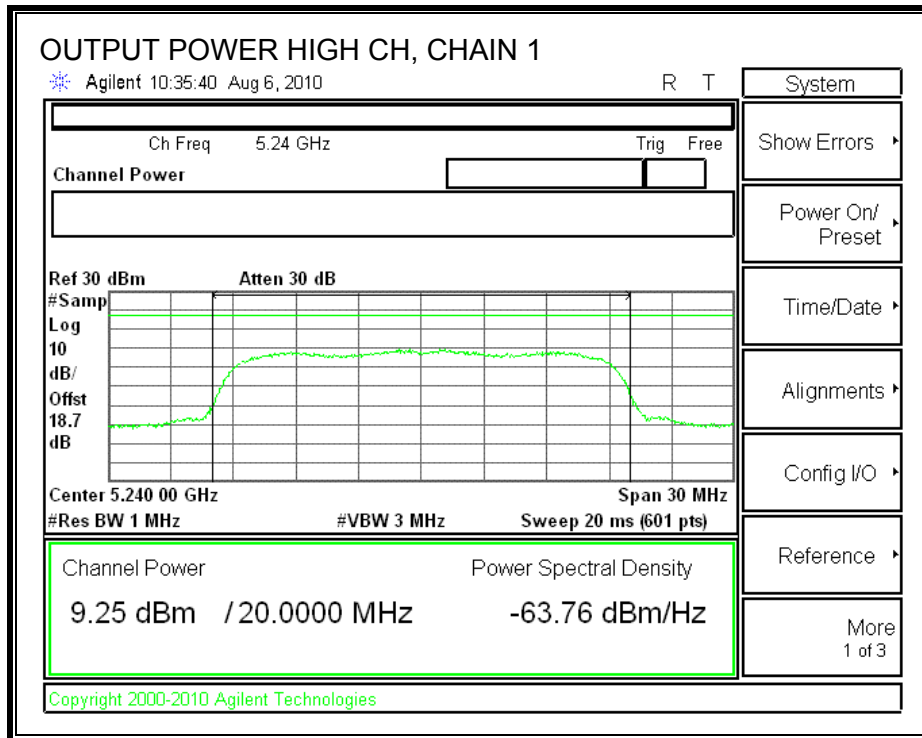 OUTPUT POWER HIGH CH, CHAIN 1
Agilent 10:35:40 Aug 6, 2010 R T
Ch Freq 5.24 GHz Trig Free
Channel Power
Ref 30 dBm Atten 30 dB
#Samp
Log
10
dB/
Offst
18.7
dB
Center 5.240 00 GHz Span 30 MHz
#Res BW 1 MHz #VBW 3 MHz Sweep 20 ms (601 pts)
Channel Power Power Spectral Density
9.25 dBm / 20.0000 MHz -63.76 dBm/Hz
Copyright 2000-2010 Agilent Technologies
System
Show Errors
Power On/
Preset
Time/Date
Alignments
Config I/O
Reference
More
1 of 3